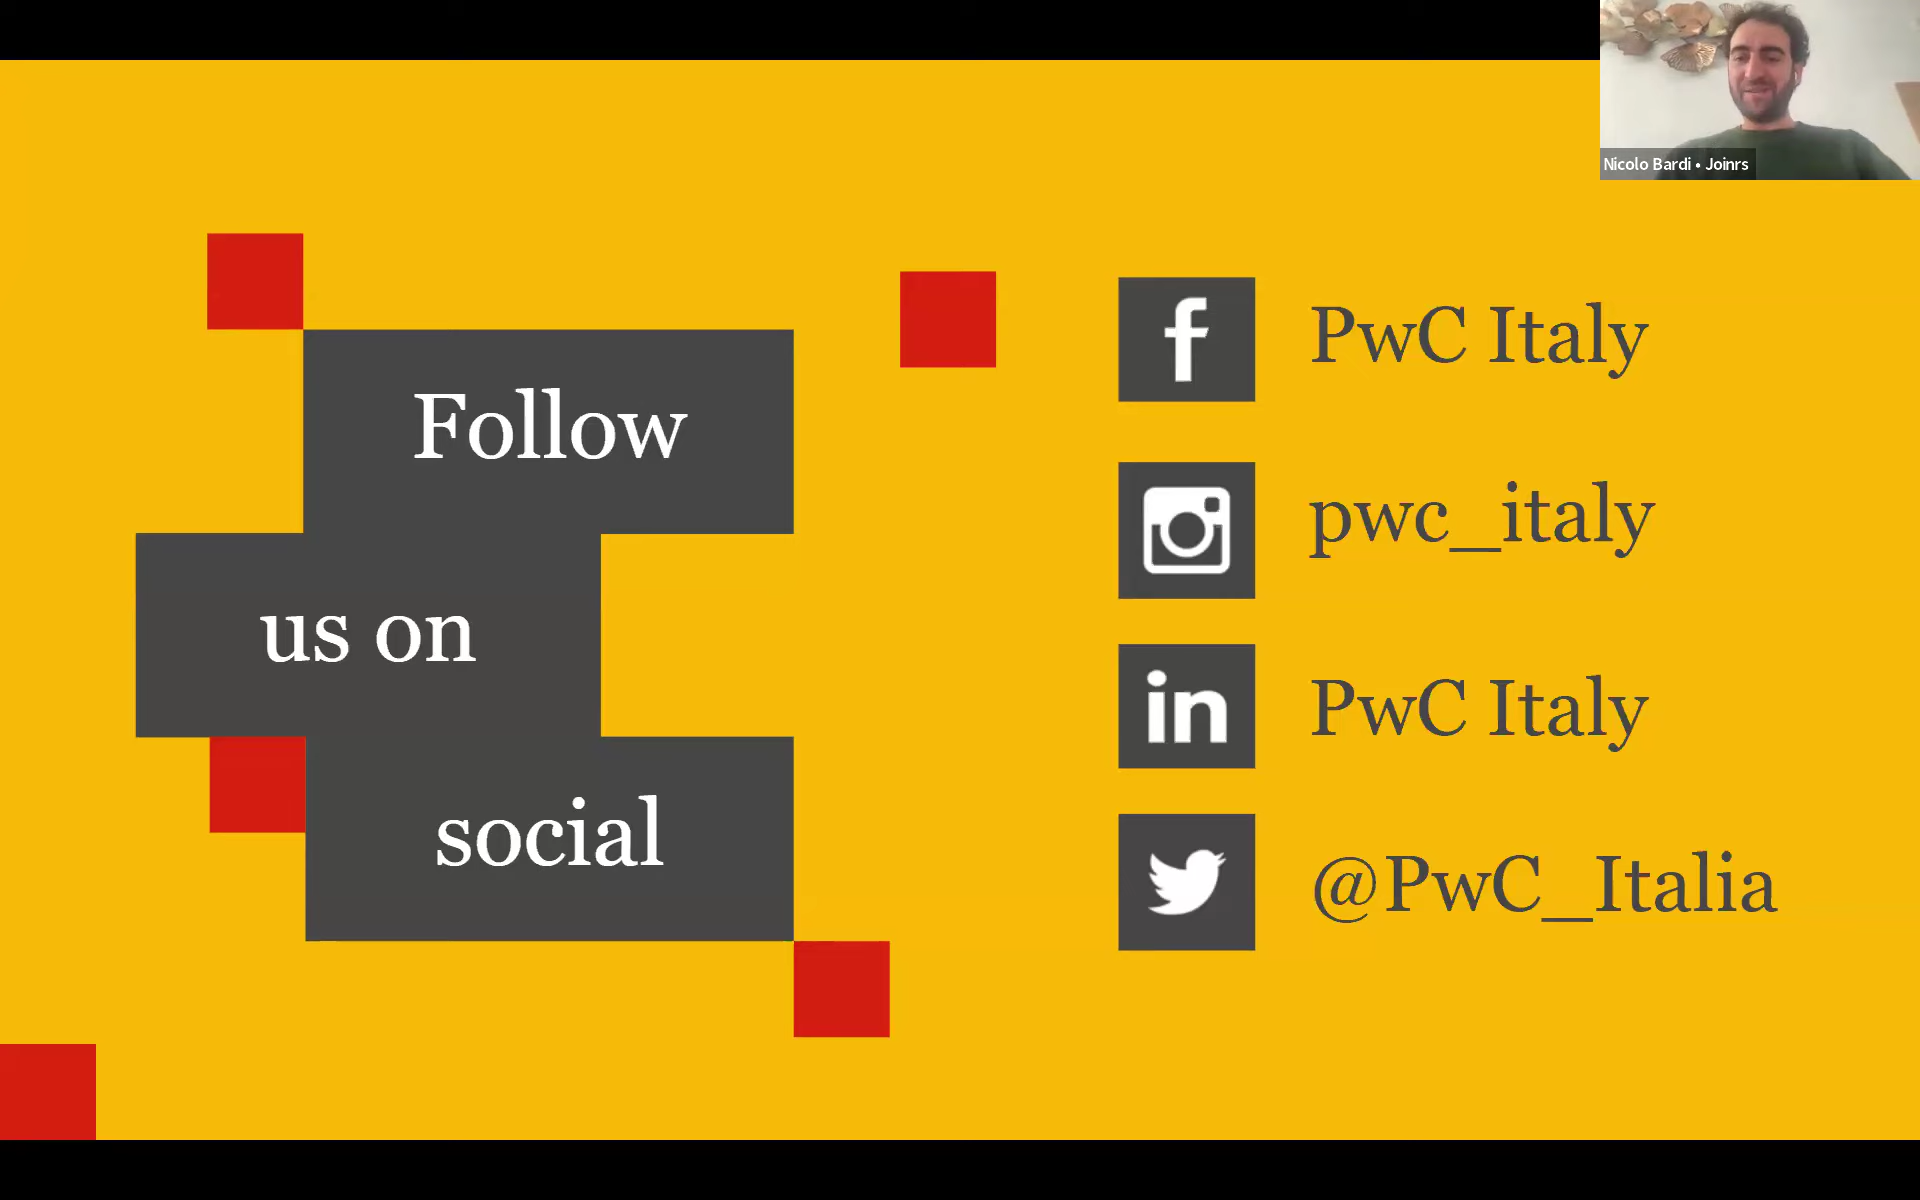 Nicolo Bardi • Joinrs
Follow
us on
social
PwC Italy
pwc_italy
PwC Italy
@PwC_Italia